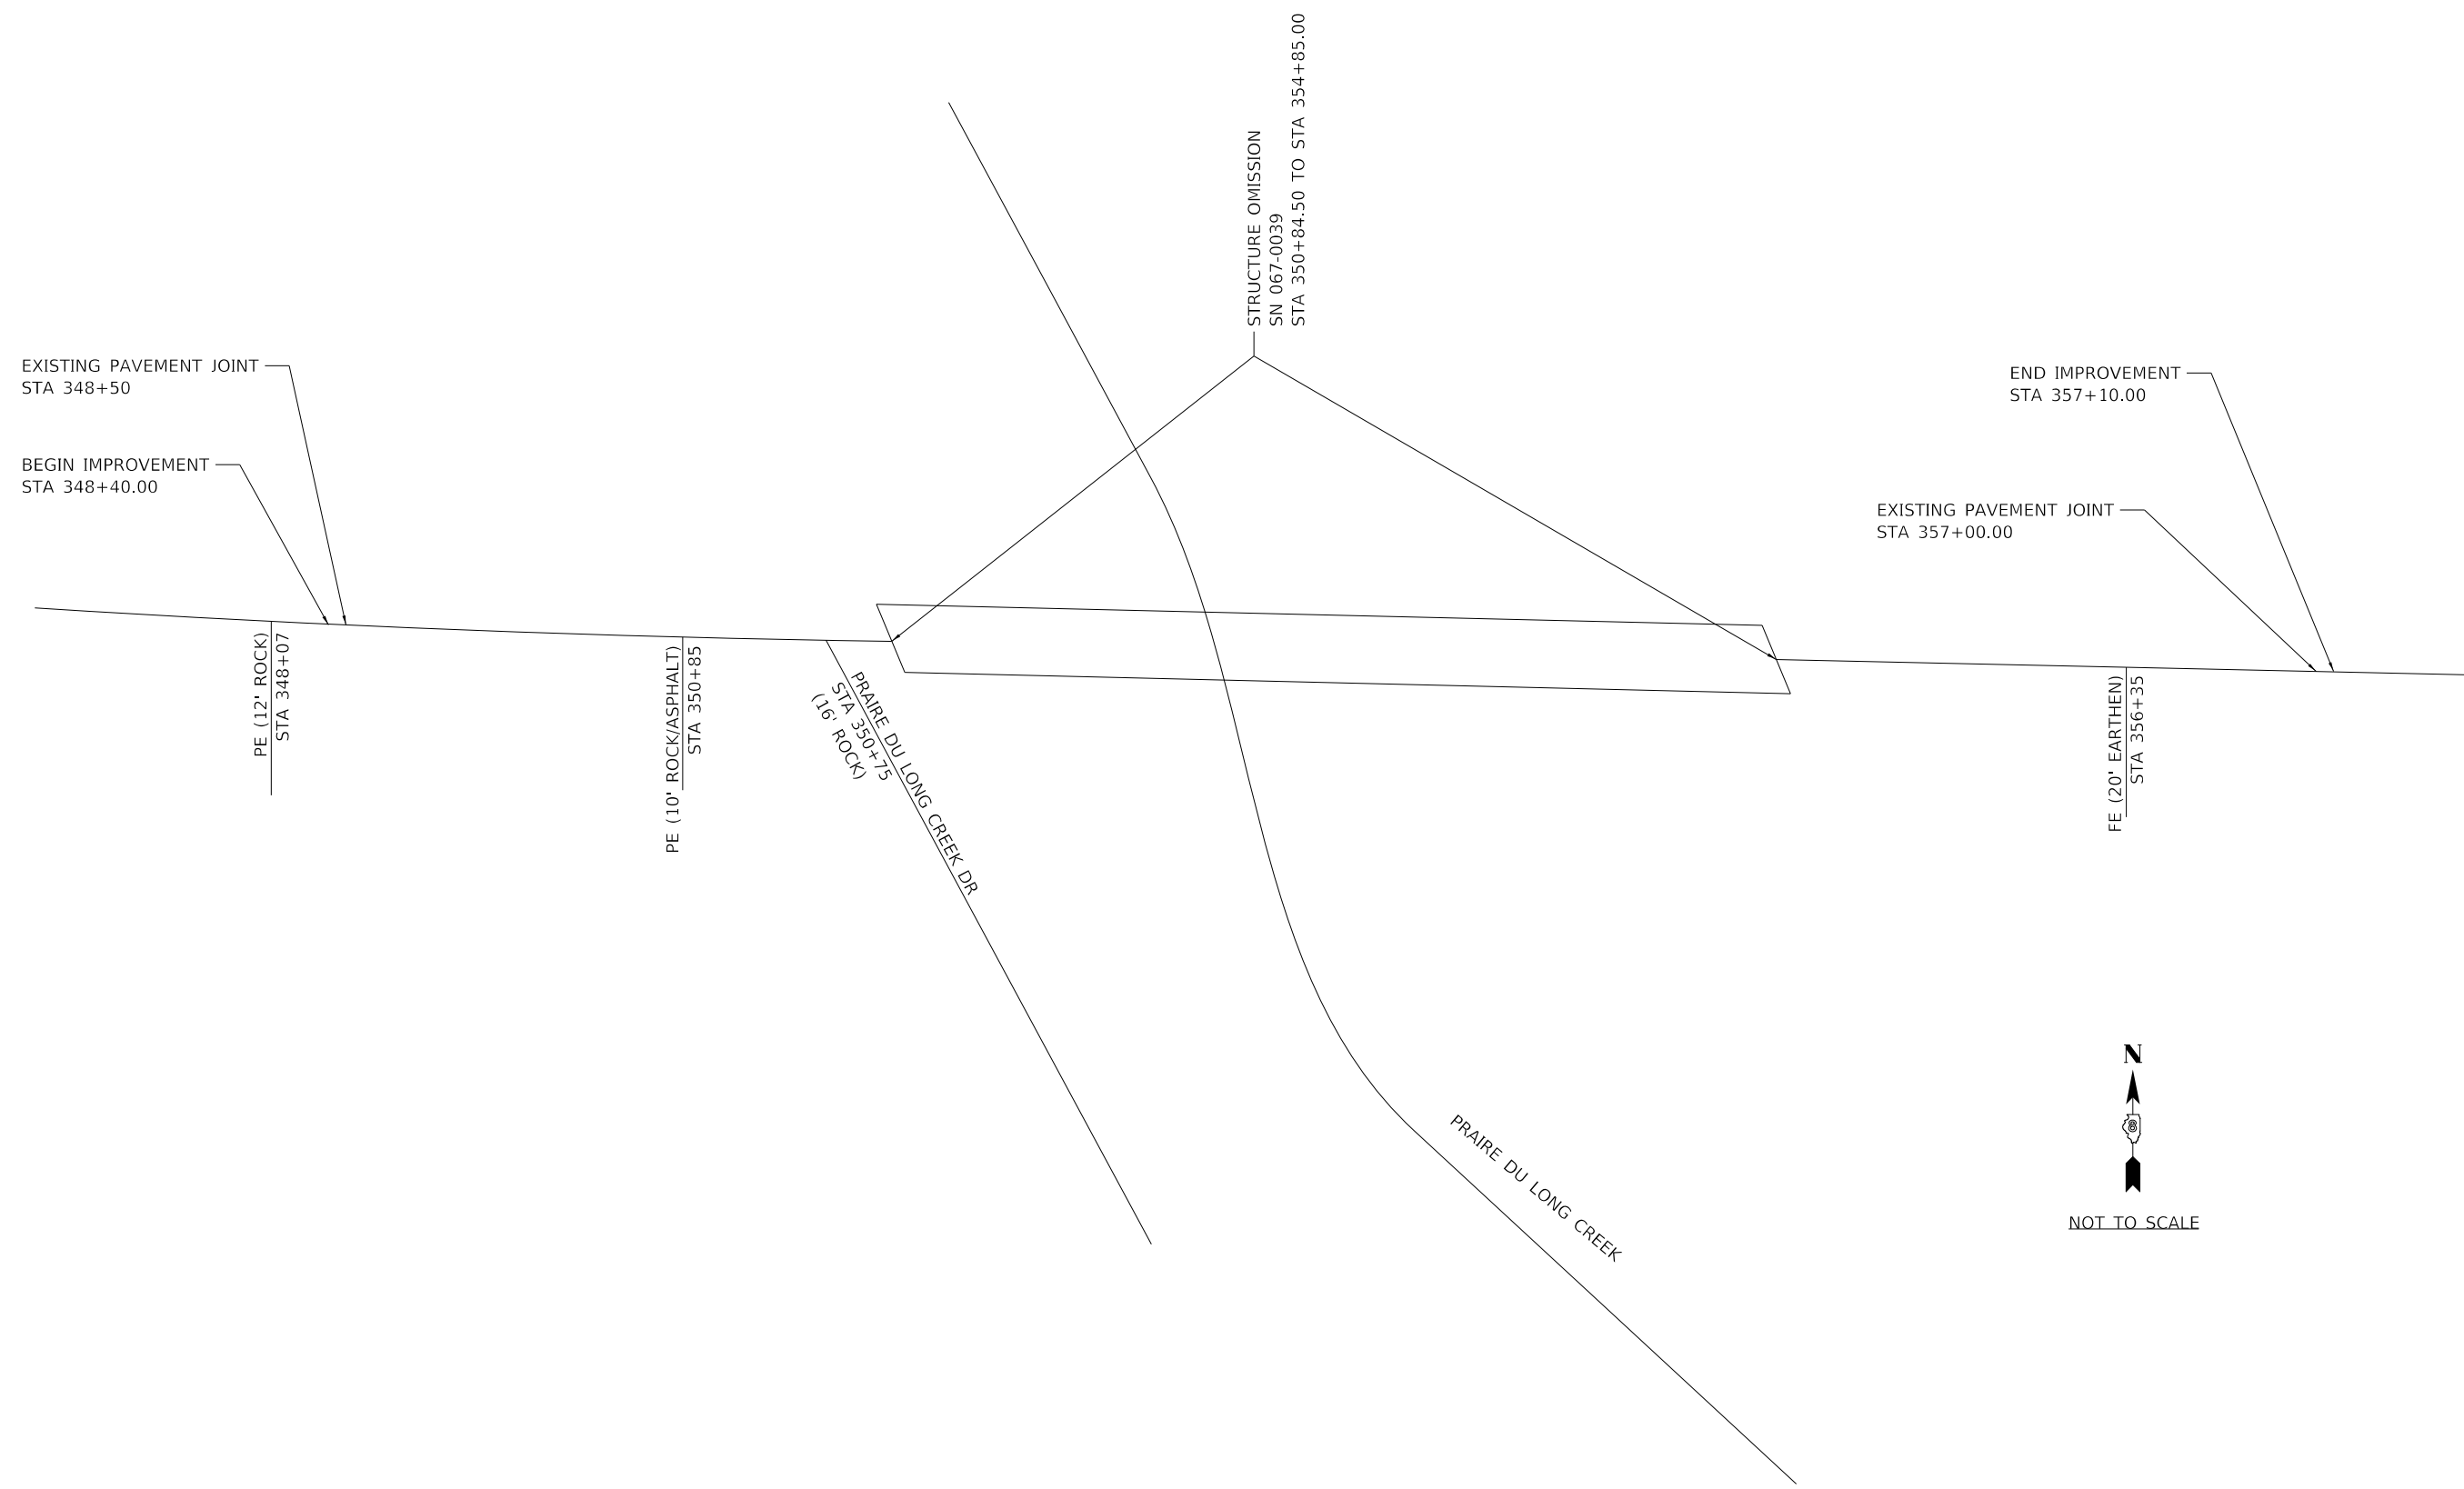 STRUCTURE OMISSION
SN 067-0039
STA 350+84.50 TO STA 354+85.00
EXISTING PAVEMENT JOINT
STA 348+50
BEGIN IMPROVEMENT
STA 348+40.00
END IMPROVEMENT
STA 357+10.00
EXISTING PAVEMENT JOINT
STA 357+00.00
PE (12' ROCK)
STA 348+07
PE (10' ROCK/ASPHALT)
STA 350+85
PRAIRE DU LONG CREEK DR
STA 350+75
(16' ROCK)
FE (20' EARTHEN)
STA 356+35
PRAIRE DU LONG CREEK
N
8
NOT TO SCALE